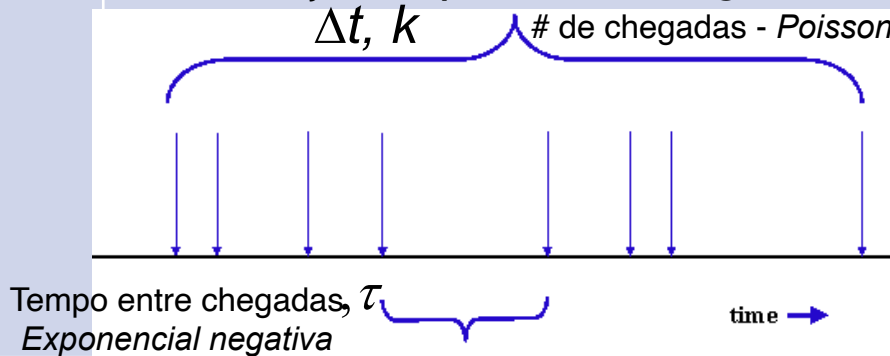 Δt, k
# de chegadas - Poisson
Tempo entre chegadas, τ
Exponencial negativa
time